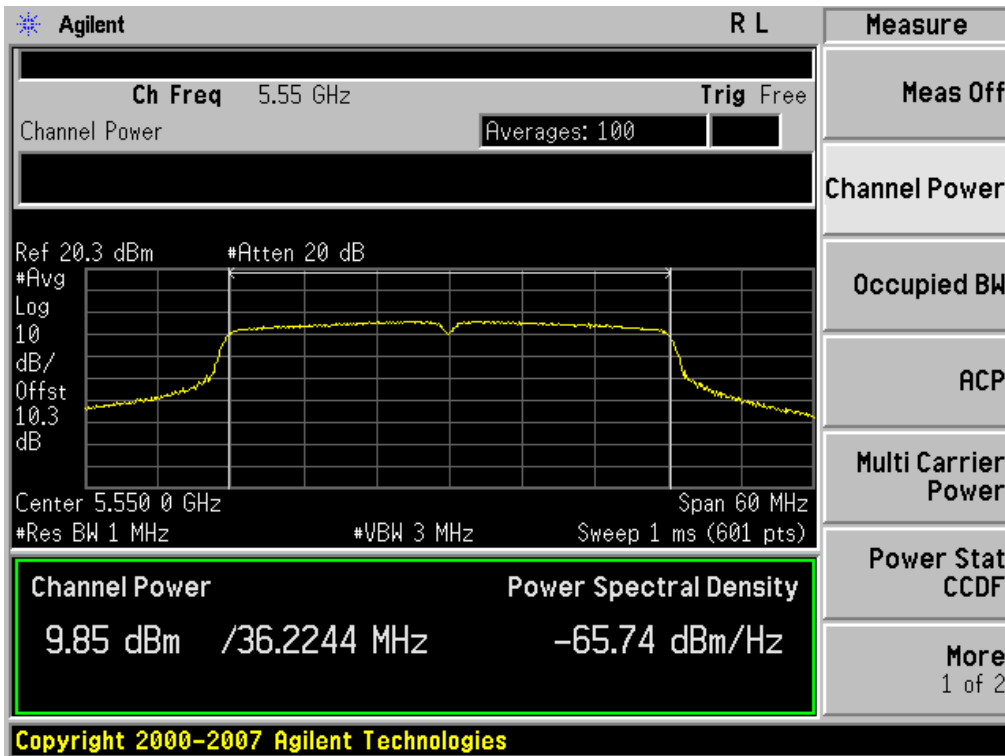 Agilent R L Measure
Ch Freq 5.55 GHz Trig Free
Meas Off
Channel Power Averages: 100
Channel Power
Ref 20.3 dBm #Atten 20 dB
#Avg
Log
10
dB/
Offst
10.3
dB
Occupied BW
ACP
Multi Carrier
Power
Center 5.550 0 GHz Span 60 MHz
#Res BW 1 MHz #VBW 3 MHz Sweep 1 ms (601 pts)
Power Stat
CCDF
Channel Power Power Spectral Density
9.85 dBm /36.2244 MHz -65.74 dBm/Hz
More
1 of 2
Copyright 2000-2007 Agilent Technologies